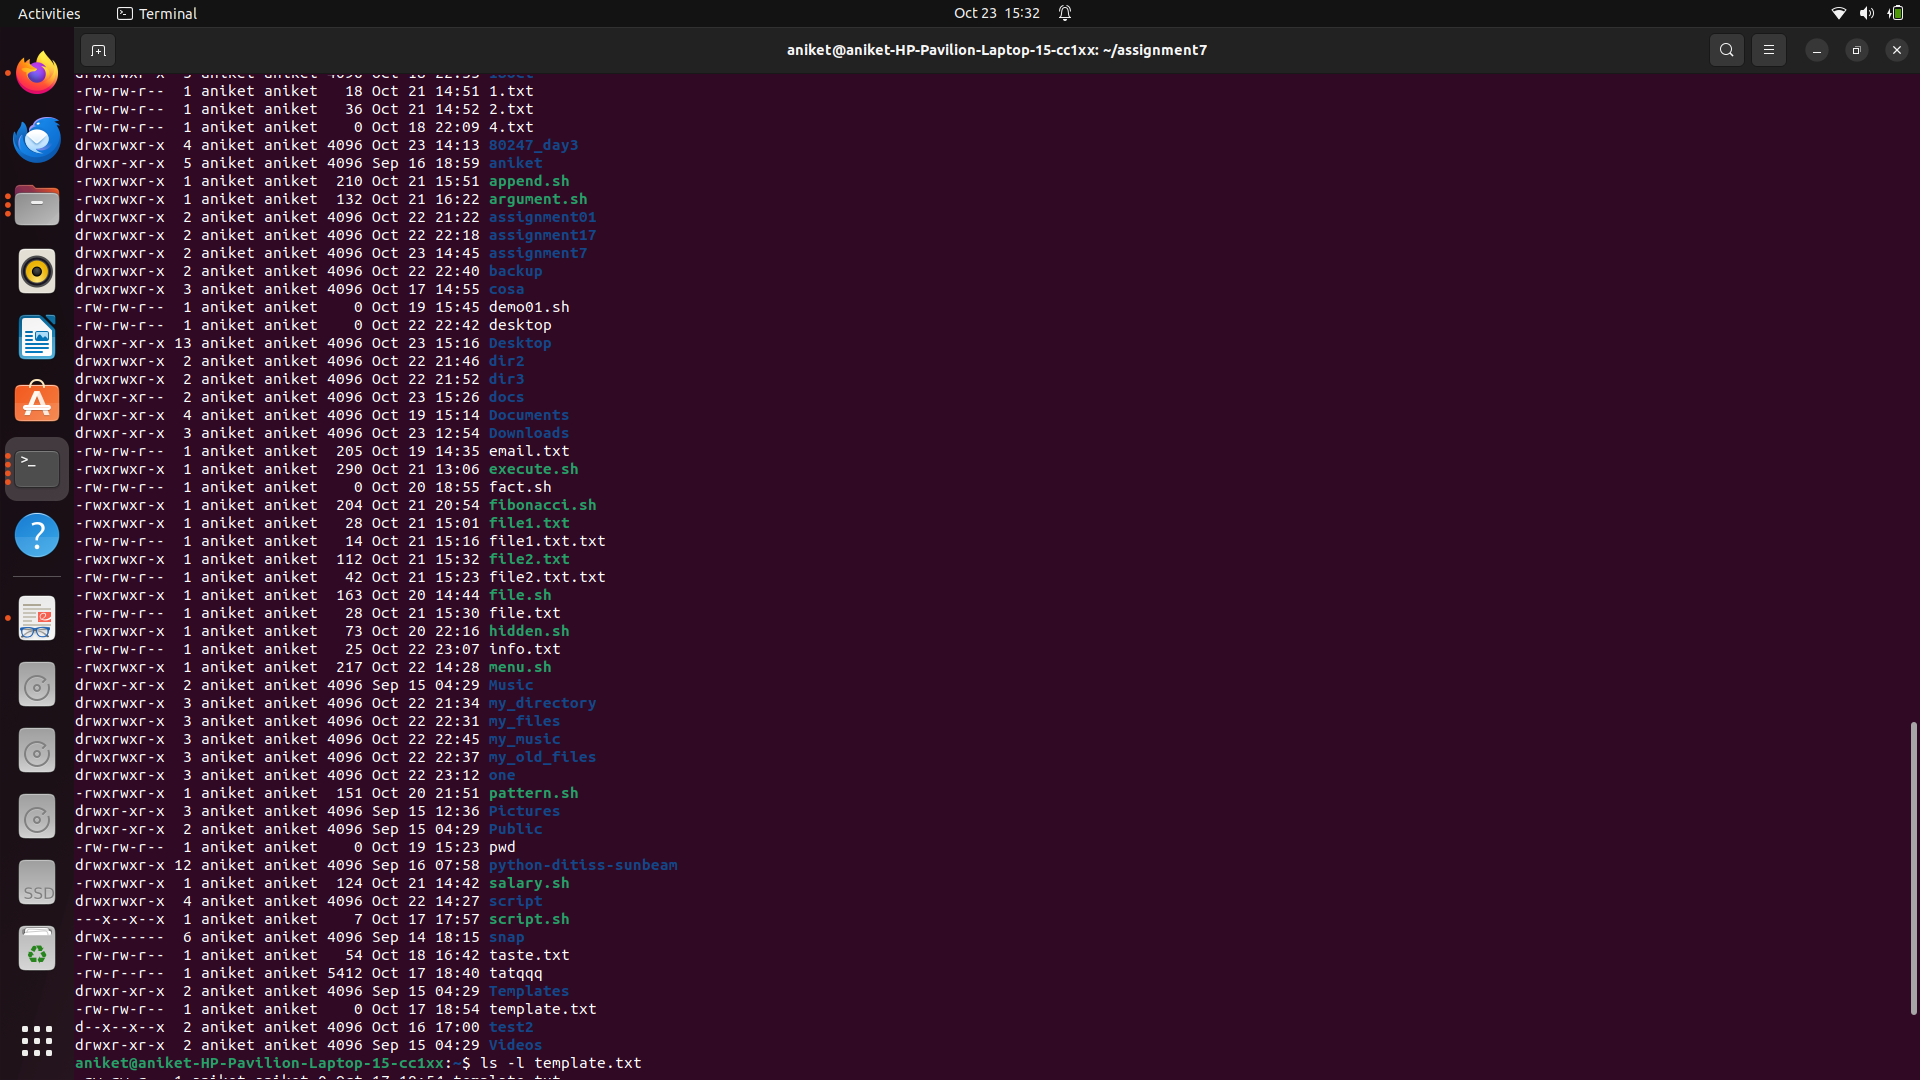 Activities
Terminal
Oct 23 15:32
aniket@aniket-HP-Pavilion-Laptop-15-cc1xx: ~/assignment7
-rw-rw-r-- 1 aniket aniket 18 Oct 21 14:51 1.txt
-rw-rw-r-- 1 aniket aniket 36 Oct 21 14:52 2.txt
-rw-rw-r-- 1 aniket aniket 0 Oct 18 22:09 4.txt
drwxrwxr-x 4 aniket aniket 4096 Oct 23 14:13 80247_day3
drwxr-xr-x 5 aniket aniket 4096 Sep 16 18:59 aniket
-rwxrwxr-x 1 aniket aniket 210 Oct 21 15:51 append.sh
-rwxrwxr-x 1 aniket aniket 132 Oct 21 16:22 argument.sh
drwxrwxr-x 2 aniket aniket 4096 Oct 22 21:22 assignment01
drwxrwxr-x 2 aniket aniket 4096 Oct 22 22:18 assignment17
drwxrwxr-x 2 aniket aniket 4096 Oct 23 14:45 assignment7
drwxrwxr-x 2 aniket aniket 4096 Oct 22 22:40 backup
drwxrwxr-x 3 aniket aniket 4096 Oct 17 14:55 cosa
-rw-rw-r-- 1 aniket aniket 0 Oct 19 15:45 demo01.sh
-rw-rw-r-- 1 aniket aniket 0 Oct 22 22:42 desktop
drwxr-xr-x 13 aniket aniket 4096 Oct 23 15:16 Desktop
drwxrwxr-x 2 aniket aniket 4096 Oct 22 21:46 dir2
drwxrwxr-x 2 aniket aniket 4096 Oct 22 21:52 dir3
drwxr-xr-- 2 aniket aniket 4096 Oct 23 15:26 docs
drwxr-xr-x 4 aniket aniket 4096 Oct 19 15:14 Documents
drwxr-xr-x 3 aniket aniket 4096 Oct 23 12:54 Downloads
-rw-rw-r-- 1 aniket aniket 205 Oct 19 14:35 email.txt
-rwxrwxr-x 1 aniket aniket 290 Oct 21 13:06 execute.sh
-rw-rw-r-- 1 aniket aniket 0 Oct 20 18:55 fact.sh
-rwxrwxr-x 1 aniket aniket 204 Oct 21 20:54 fibonacci.sh
-rwxrwxr-x 1 aniket aniket 28 Oct 21 15:01 file1.txt
-rw-rw-r-- 1 aniket aniket 14 Oct 21 15:16 file1.txt.txt
-rwxrwxr-x 1 aniket aniket 112 Oct 21 15:32 file2.txt
-rw-rw-r-- 1 aniket aniket 42 Oct 21 15:23 file2.txt.txt
-rwxrwxr-x 1 aniket aniket 163 Oct 20 14:44 file.sh
-rw-rw-r-- 1 aniket aniket 28 Oct 21 15:30 file.txt
-rwxrwxr-x 1 aniket aniket 73 Oct 20 22:16 hidden.sh
-rw-rw-r-- 1 aniket aniket 25 Oct 22 23:07 info.txt
-rwxrwxr-x 1 aniket aniket 217 Oct 22 14:28 menu.sh
drwxr-xr-x 2 aniket aniket 4096 Sep 15 04:29 Music
drwxrwxr-x 3 aniket aniket 4096 Oct 22 21:34 my_directory
drwxrwxr-x 3 aniket aniket 4096 Oct 22 22:31 my_files
drwxrwxr-x 3 aniket aniket 4096 Oct 22 22:45 my_music
drwxrwxr-x 3 aniket aniket 4096 Oct 22 22:37 my_old_files
drwxrwxr-x 3 aniket aniket 4096 Oct 22 23:12 one
-rwxrwxr-x 1 aniket aniket 151 Oct 20 21:51 pattern.sh
drwxr-xr-x 3 aniket aniket 4096 Sep 15 12:36 Pictures
drwxr-xr-x 2 aniket aniket 4096 Sep 15 04:29 Public
-rw-rw-r-- 1 aniket aniket 0 Oct 19 15:23 pwd
drwxrwxr-x 12 aniket aniket 4096 Sep 16 07:58 python-ditiss-sunbeam
-rwxrwxr-x 1 aniket aniket 124 Oct 21 14:42 salary.sh
drwxrwxr-x 4 aniket aniket 4096 Oct 22 14:27 script
---x--x--x 1 aniket aniket 7 Oct 17 17:57 script.sh
drwx------ 6 aniket aniket 4096 Sep 14 18:15 snap
-rw-rw-r-- 1 aniket aniket 54 Oct 18 16:42 taste.txt
-rw-r--r-- 1 aniket aniket 5412 Oct 17 18:40 tatqqq
drwxr-xr-x 2 aniket aniket 4096 Sep 15 04:29 Templates
-rw-rw-r-- 1 aniket aniket 0 Oct 17 18:54 template.txt
d--x--x--x 2 aniket aniket 4096 Oct 16 17:00 test2
drwxr-xr-x 2 aniket aniket 4096 Sep 15 04:29 Videos
aniket@aniket-HP-Pavilion-Laptop-15-cc1xx:~$ ls -l template.txt
SSD